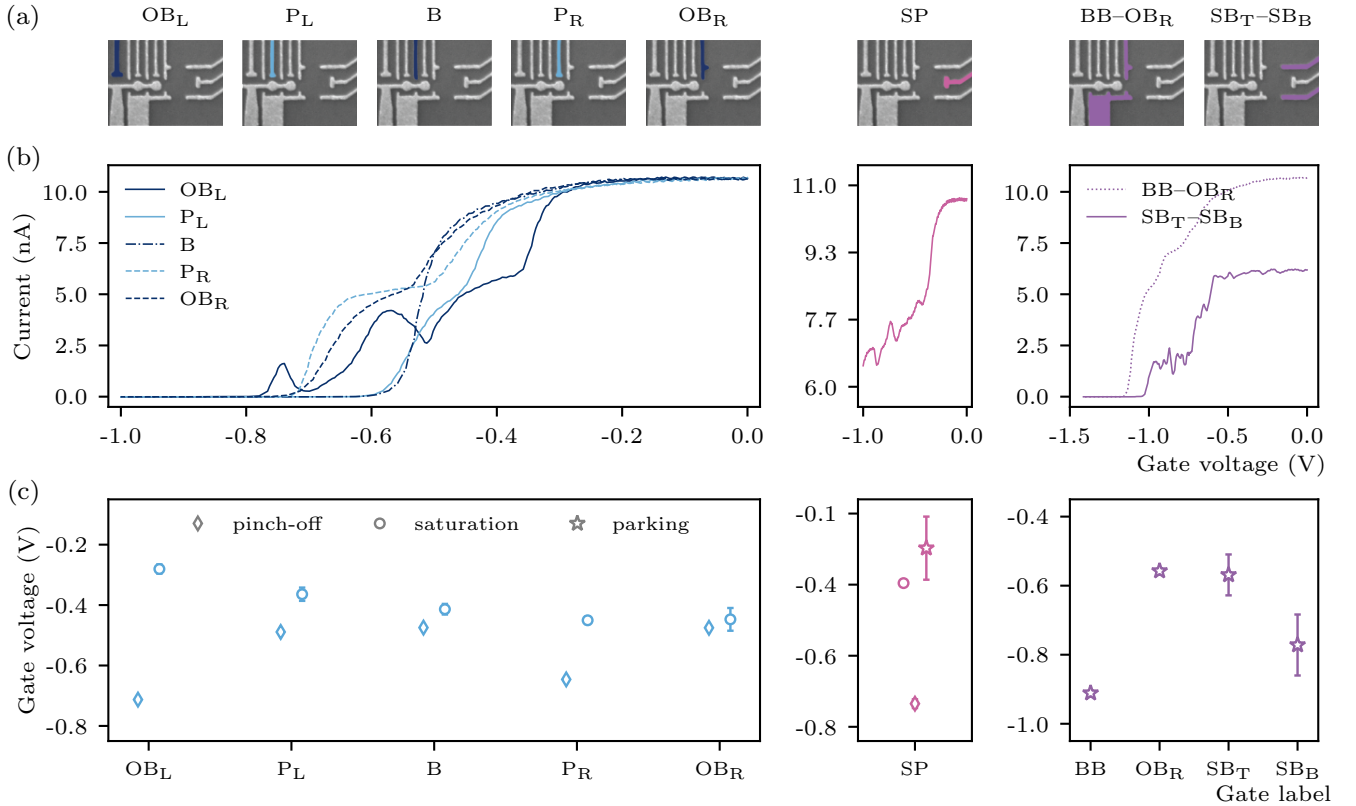 (a)
OB_L P_L B P_R OB_R SP BB–OB_R SB_T–SB_B
(b)
Current (nA)
10.0
7.5
5.0
2.5
0.0
OB_L
P_L
B
P_R
OB_R
-1.0 -0.8 -0.6 -0.4 -0.2 0.0
11.0
9.3
7.7
6.0
-1.0 0.0
10.0
7.5
5.0
2.5
0.0
BB–OB_R
SB_T–SB_B
-1.5 -1.0 -0.5 0.0
Gate voltage (V)
(c)
Gate voltage (V)
pinch-off saturation parking
-0.2
-0.4
-0.6
-0.8
OB_L P_L B P_R OB_R
-0.1
-0.4
-0.6
-0.8
SP
-0.4
-0.6
-0.8
-1.0
BB OB_R SB_T SB_B
Gate label